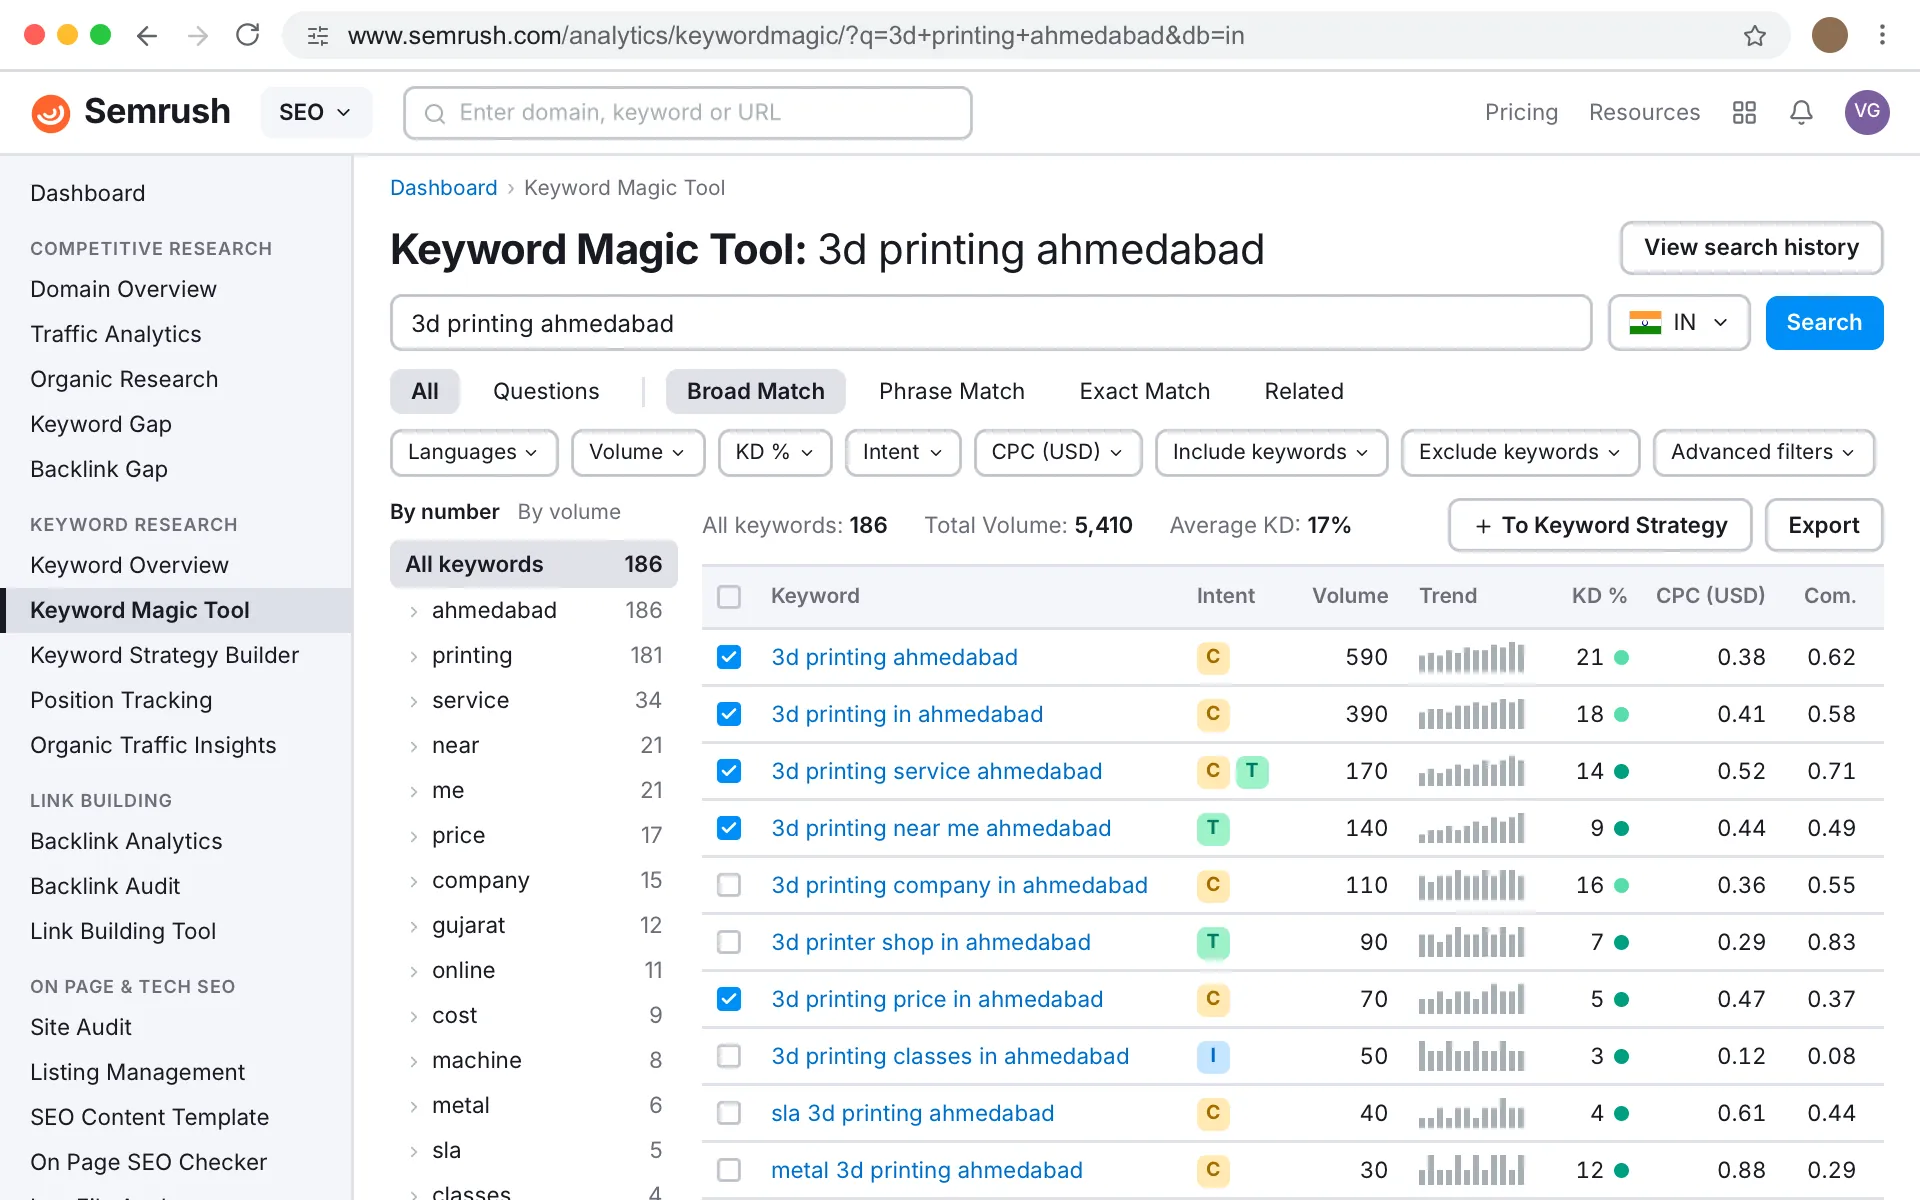 www.semrush.com/analytics/keywordmagic/?q=3d+printing+ahmedabad&db=in
Semrush
SEO
Enter domain, keyword or URL
Pricing
Resources
VG
Dashboard
COMPETITIVE RESEARCH
Domain Overview
Traffic Analytics
Organic Research
Keyword Gap
Backlink Gap
KEYWORD RESEARCH
Keyword Overview
Keyword Magic Tool
Keyword Strategy Builder
Position Tracking
Organic Traffic Insights
LINK BUILDING
Backlink Analytics
Backlink Audit
Link Building Tool
ON PAGE & TECH SEO
Site Audit
Listing Management
SEO Content Template
On Page SEO Checker
Dashboard › Keyword Magic Tool
Keyword Magic Tool: 3d printing ahmedabad
View search history
3d printing ahmedabad
IN
Search
All Questions Broad Match Phrase Match Exact Match Related
Languages Volume KD % Intent CPC (USD) Include keywords Exclude keywords Advanced filters
By number By volume
All keywords 186
ahmedabad 186
printing 181
service 34
near 21
me 21
price 17
company 15
gujarat 12
online 11
cost 9
machine 8
metal 6
sla 5
classes 4
All keywords: 186 Total Volume: 5,410 Average KD: 17%
+ To Keyword Strategy
Export
Keyword Intent Volume Trend KD % CPC (USD) Com.
3d printing ahmedabad C 590 21 0.38 0.62
3d printing in ahmedabad C 390 18 0.41 0.58
3d printing service ahmedabad C T 170 14 0.52 0.71
3d printing near me ahmedabad T 140 9 0.44 0.49
3d printing company in ahmedabad C 110 16 0.36 0.55
3d printer shop in ahmedabad T 90 7 0.29 0.83
3d printing price in ahmedabad C 70 5 0.47 0.37
3d printing classes in ahmedabad I 50 3 0.12 0.08
sla 3d printing ahmedabad C 40 4 0.61 0.44
metal 3d printing ahmedabad C 30 12 0.88 0.29